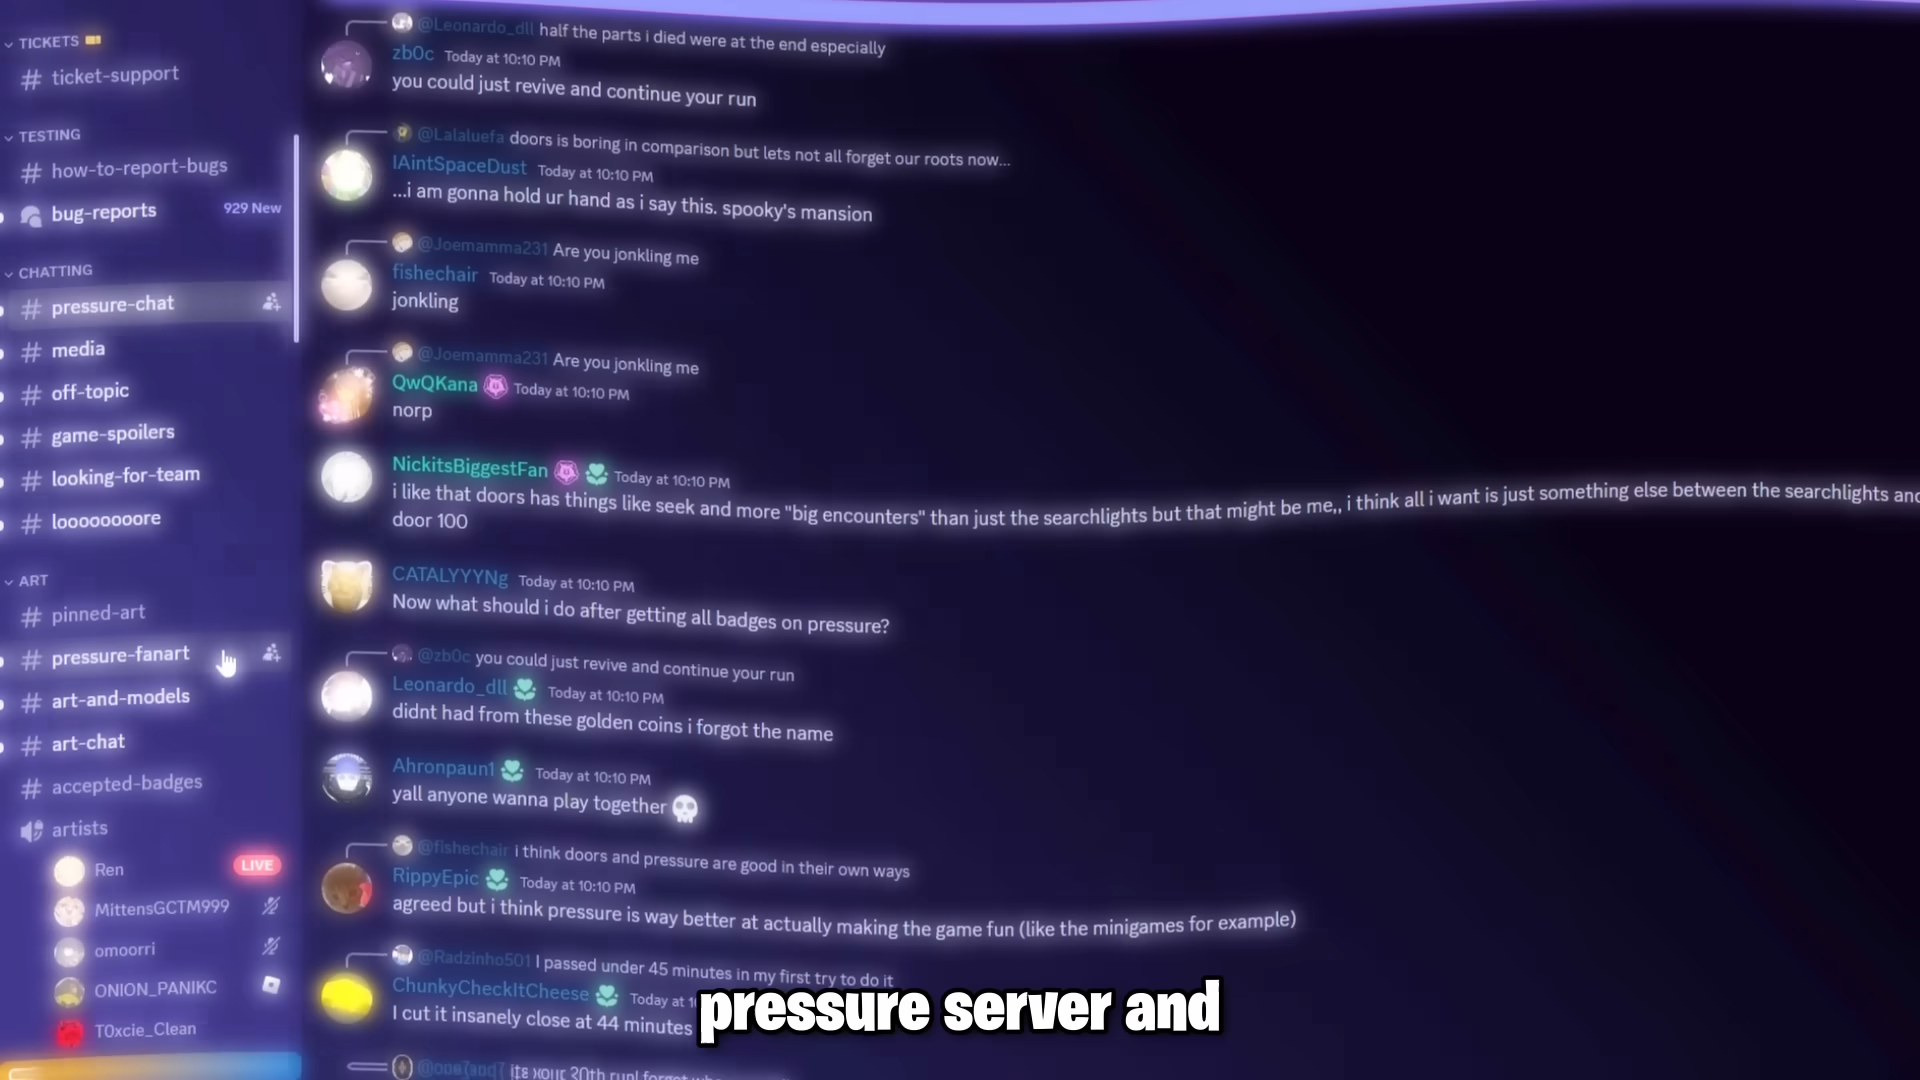 TICKETS
ticket-support
TESTING
how-to-report-bugs
bug-reports 929 New
CHATTING
pressure-chat
media
off-topic
game-spoilers
looking-for-team
looooooore
ART
pinned-art
pressure-fanart
art-and-models
art-chat
accepted-badges
artists
Ren LIVE
MittensGCTM999
omoorri
ONION_PANIKC
T0xcie_Clean
@Leonardo_dll half the parts i died were at the end especially
zb0c Today at 10:10 PM
you could just revive and continue your run
@Lalaluefa doors is boring in comparison but lets not all forget our roots now...
IAintSpaceDust Today at 10:10 PM
...i am gonna hold ur hand as i say this. spooky's mansion
@Joemamma231 Are you jonkling me
fishechair Today at 10:10 PM
jonkling
@Joemamma231 Are you jonkling me
QwQKana Today at 10:10 PM
norp
NickitsBiggestFan Today at 10:10 PM
i like that doors has things like seek and more "big encounters" than just the searchlights but that might be me,, i think all i want is just something else between the searchlights and
door 100
CATALYYYNg Today at 10:10 PM
Now what should i do after getting all badges on pressure?
@zb0c you could just revive and continue your run
Leonardo_dll Today at 10:10 PM
didnt had from these golden coins i forgot the name
Ahronpaun1 Today at 10:10 PM
yall anyone wanna play together
@fishechair i think doors and pressure are good in their own ways
RippyEpic Today at 10:10 PM
agreed but i think pressure is way better at actually making the game fun (like the minigames for example)
@Radzinho501 I passed under 45 minutes in my first try to do it
ChunkyCheckItCheese Today at 1
I cut it insanely close at 44 minutes
pressure server and
20th run! forget